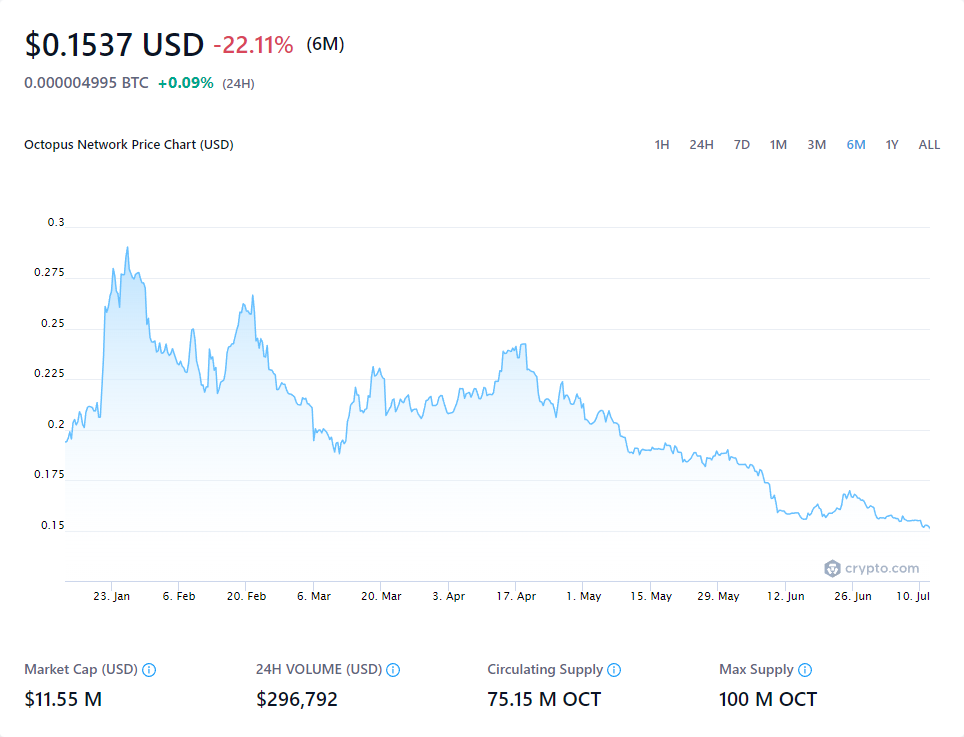 $0.1537 USD -22.11% (6M)
0.000004995 BTC +0.09% (24H)
Octopus Network Price Chart (USD) 1H 24H 7D 1M 3M 6M 1Y ALL
0.3
0.275
0.25
0.225
0.2
0.175
0.15
crypto.com
23. Jan 6. Feb 20. Feb 6. Mar 20. Mar 3. Apr 17. Apr 1. May 15. May 29. May 12. Jun 26. Jun 10. Jul
Market Cap (USD) 24H VOLUME (USD) Circulating Supply Max Supply
$11.55 M $296,792 75.15 M OCT 100 M OCT